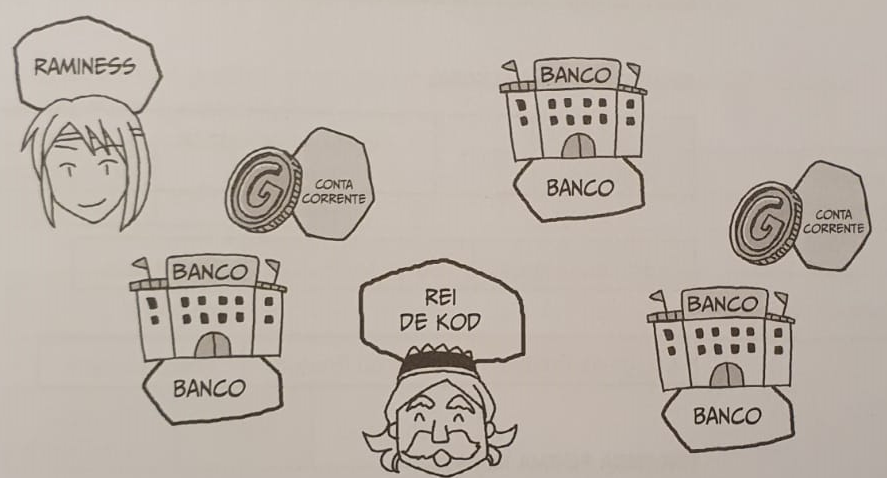 RAMINESS
BANCO
BANCO
G
CONTA
CORRENTE
G
CONTA
CORRENTE
BANCO
BANCO
REI
DE KOD
BANCO
BANCO